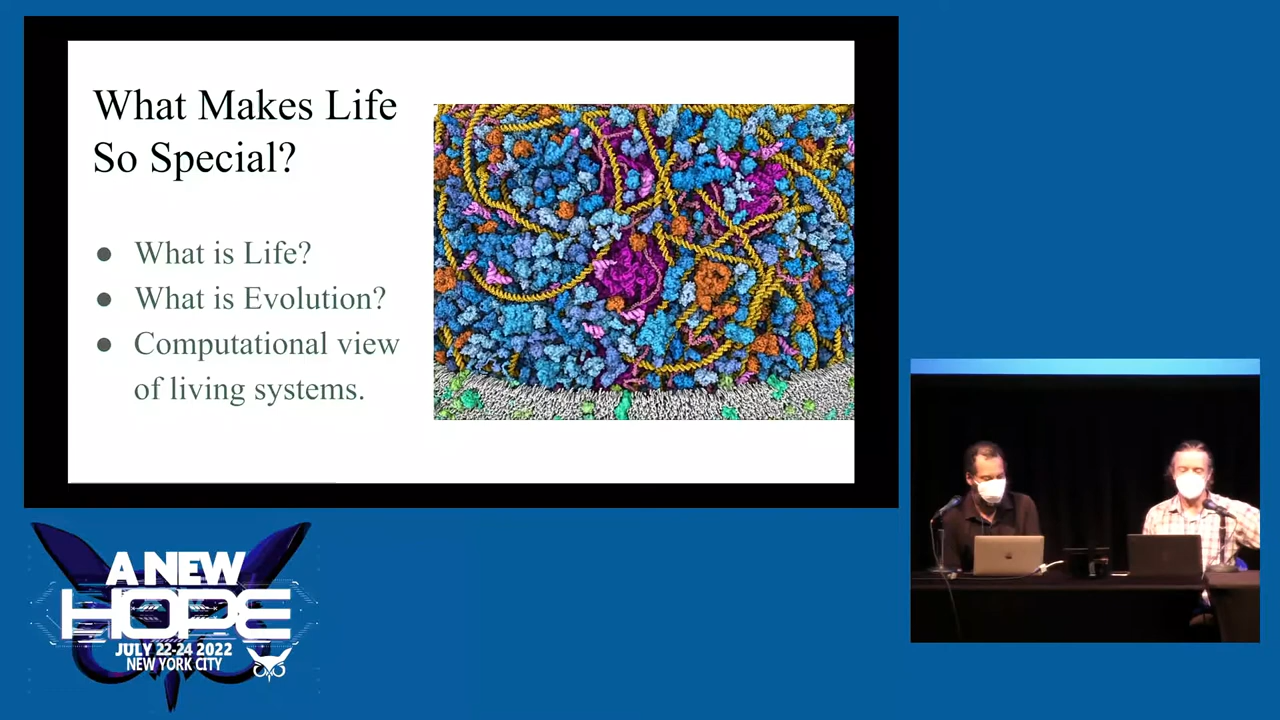 What Makes Life
So Special?
● What is Life?
● What is Evolution?
● Computational view
of living systems.
A NEW
HOPE
JULY 22-24 2022
NEW YORK CITY